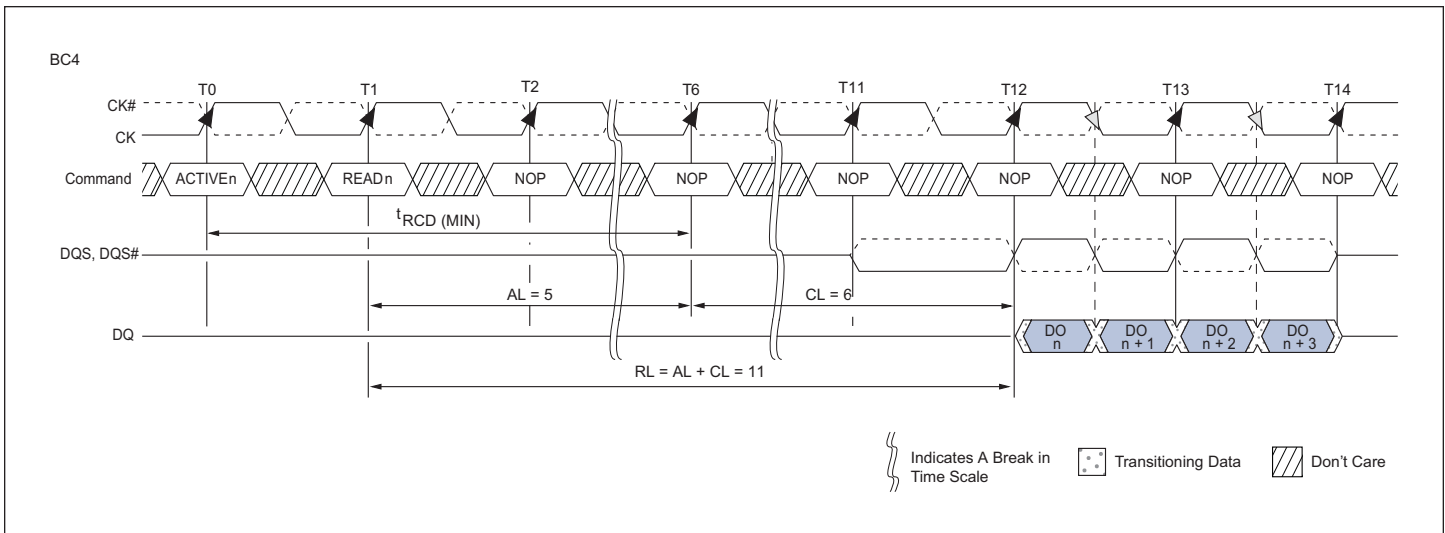 BC4
T0 T1 T2 T6 T11 T12 T13 T14
CK#
CK
Command ACTIVE n READ n NOP NOP NOP NOP NOP NOP
tRCD (MIN)
DQS, DQS#
AL = 5 CL = 6
DQ DO n DO n + 1 DO n + 2 DO n + 3
RL = AL + CL = 11
Indicates A Break in
Time Scale
Transitioning Data
Don't Care